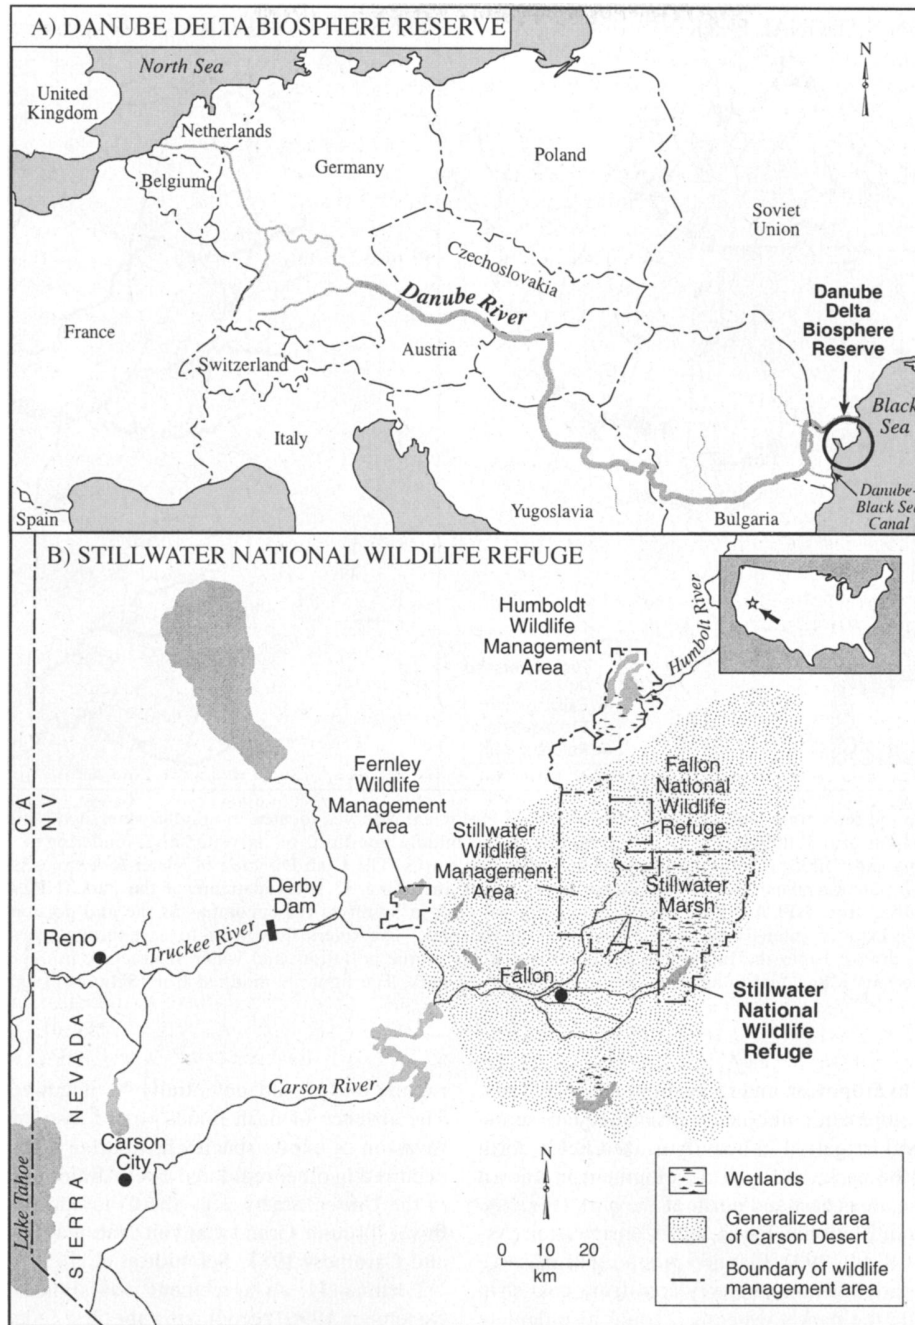 A) DANUBE DELTA BIOSPHERE RESERVE
North Sea
N
United
Kingdom
Netherlands
Germany
Poland
Belgium
Soviet
Union
Czechoslovakia
Danube River
Danube
Delta
Biosphere
Reserve
France
Austria
Switzerland
Black
Sea
Italy
Danube-
Black Sea
Canal
Spain
Yugoslavia
Bulgaria
B) STILLWATER NATIONAL WILDLIFE REFUGE
Humboldt
Wildlife
Management
Area
Humbolt River
Fernley
Wildlife
Management
Area
Fallon
National
Wildlife
Refuge
CA
NV
Stillwater
Wildlife
Management
Area
Stillwater
Marsh
Derby
Dam
Reno
Truckee River
Fallon
Stillwater
National
Wildlife
Refuge
SIERRA NEVADA
Carson River
Carson
City
Lake Tahoe
N
10 0 10 20
km
Wetlands
Generalized area
of Carson Desert
Boundary of wildlife
management area